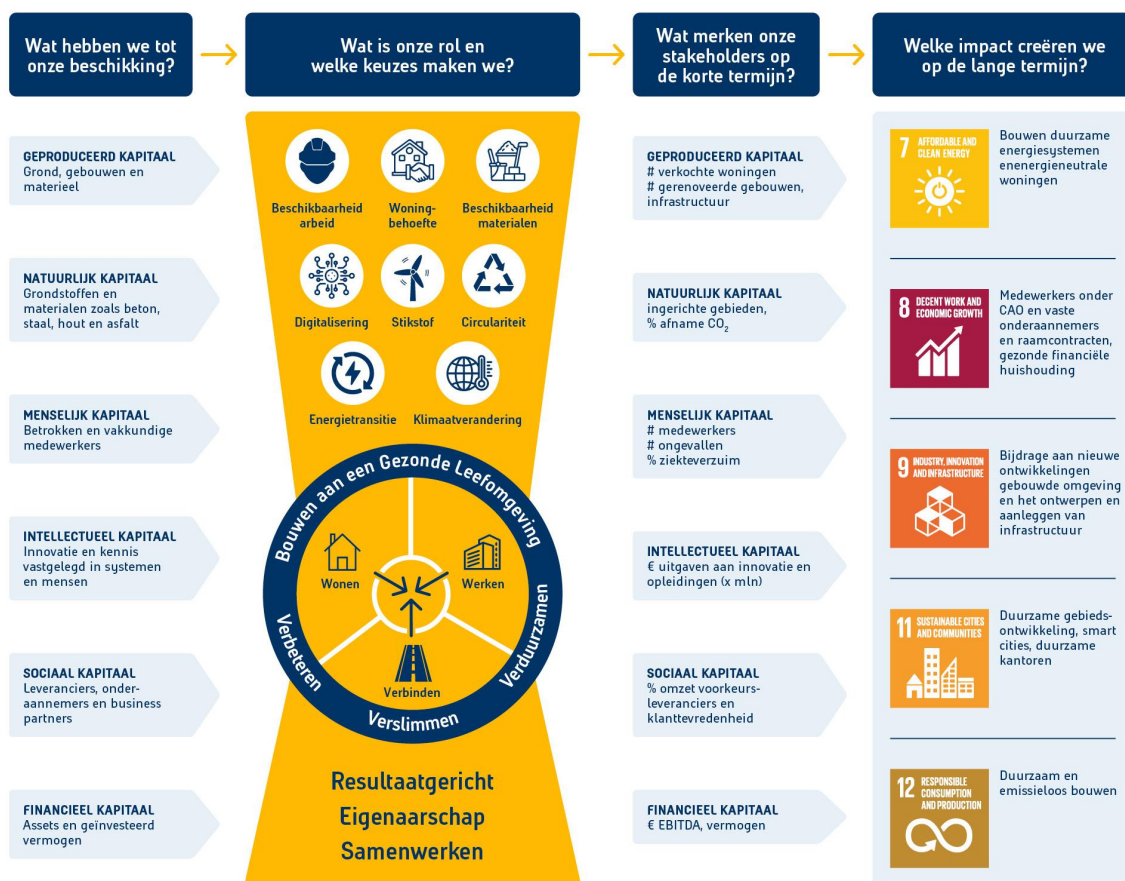 Wat hebben we tot
onze beschikking?
Wat is onze rol en
welke keuzes maken we?
Wat merken onze
stakeholders op
de korte termijn?
Welke impact creëren we
op de lange termijn?
GEPRODUCEERD KAPITAAL
Grond, gebouwen en
materieel
NATUURLIJK KAPITAAL
Grondstoffen en
materialen zoals beton,
staal, hout en asfalt
MENSELIJK KAPITAAL
Betrokken en vakkundige
medewerkers
INTELLECTUEEL KAPITAAL
Innovatie en kennis
vastgelegd in systemen
en mensen
SOCIAAL KAPITAAL
Leveranciers, onder-
aannemers en business
partners
FINANCIEEL KAPITAAL
Assets en geïnvesteerd
vermogen
Beschikbaarheid
arbeid
Woning-
behoefte
Beschikbaarheid
materialen
Digitalisering
Stikstof
Circulariteit
Energietransitie
Klimaatverandering
Bouwen aan een Gezonde Leefomgeving
Wonen
Werken
Verbinden
Verbeteren
Verslimmen
Verduurzamen
Resultaatgericht
Eigenaarschap
Samenwerken
GEPRODUCEERD KAPITAAL
# verkochte woningen
# gerenoveerde gebouwen,
infrastructuur
NATUURLIJK KAPITAAL
ingerichte gebieden,
% afname CO₂
MENSELIJK KAPITAAL
# medewerkers
# ongevallen
% ziekteverzuim
INTELLECTUEEL KAPITAAL
€ uitgaven aan innovatie en
opleidingen (x mln)
SOCIAAL KAPITAAL
% omzet voorkeurs-
leveranciers en
klanttevredenheid
FINANCIEEL KAPITAAL
€ EBITDA, vermogen
7 AFFORDABLE AND
CLEAN ENERGY
Bouwen duurzame
energiesystemen
enenergieneutrale
woningen
8 DECENT WORK AND
ECONOMIC GROWTH
Medewerkers onder
CAO en vaste
onderaannemers
en raamcontracten,
gezonde financiële
huishouding
9 INDUSTRY, INNOVATION
AND INFRASTRUCTURE
Bijdrage aan nieuwe
ontwikkelingen
gebouwde omgeving
en het ontwerpen en
aanleggen van
infrastructuur
11 SUSTAINABLE CITIES
AND COMMUNITIES
Duurzame gebieds-
ontwikkeling, smart
cities, duurzame
kantoren
12 RESPONSIBLE
CONSUMPTION
AND PRODUCTION
Duurzaam en
emissieloos bouwen